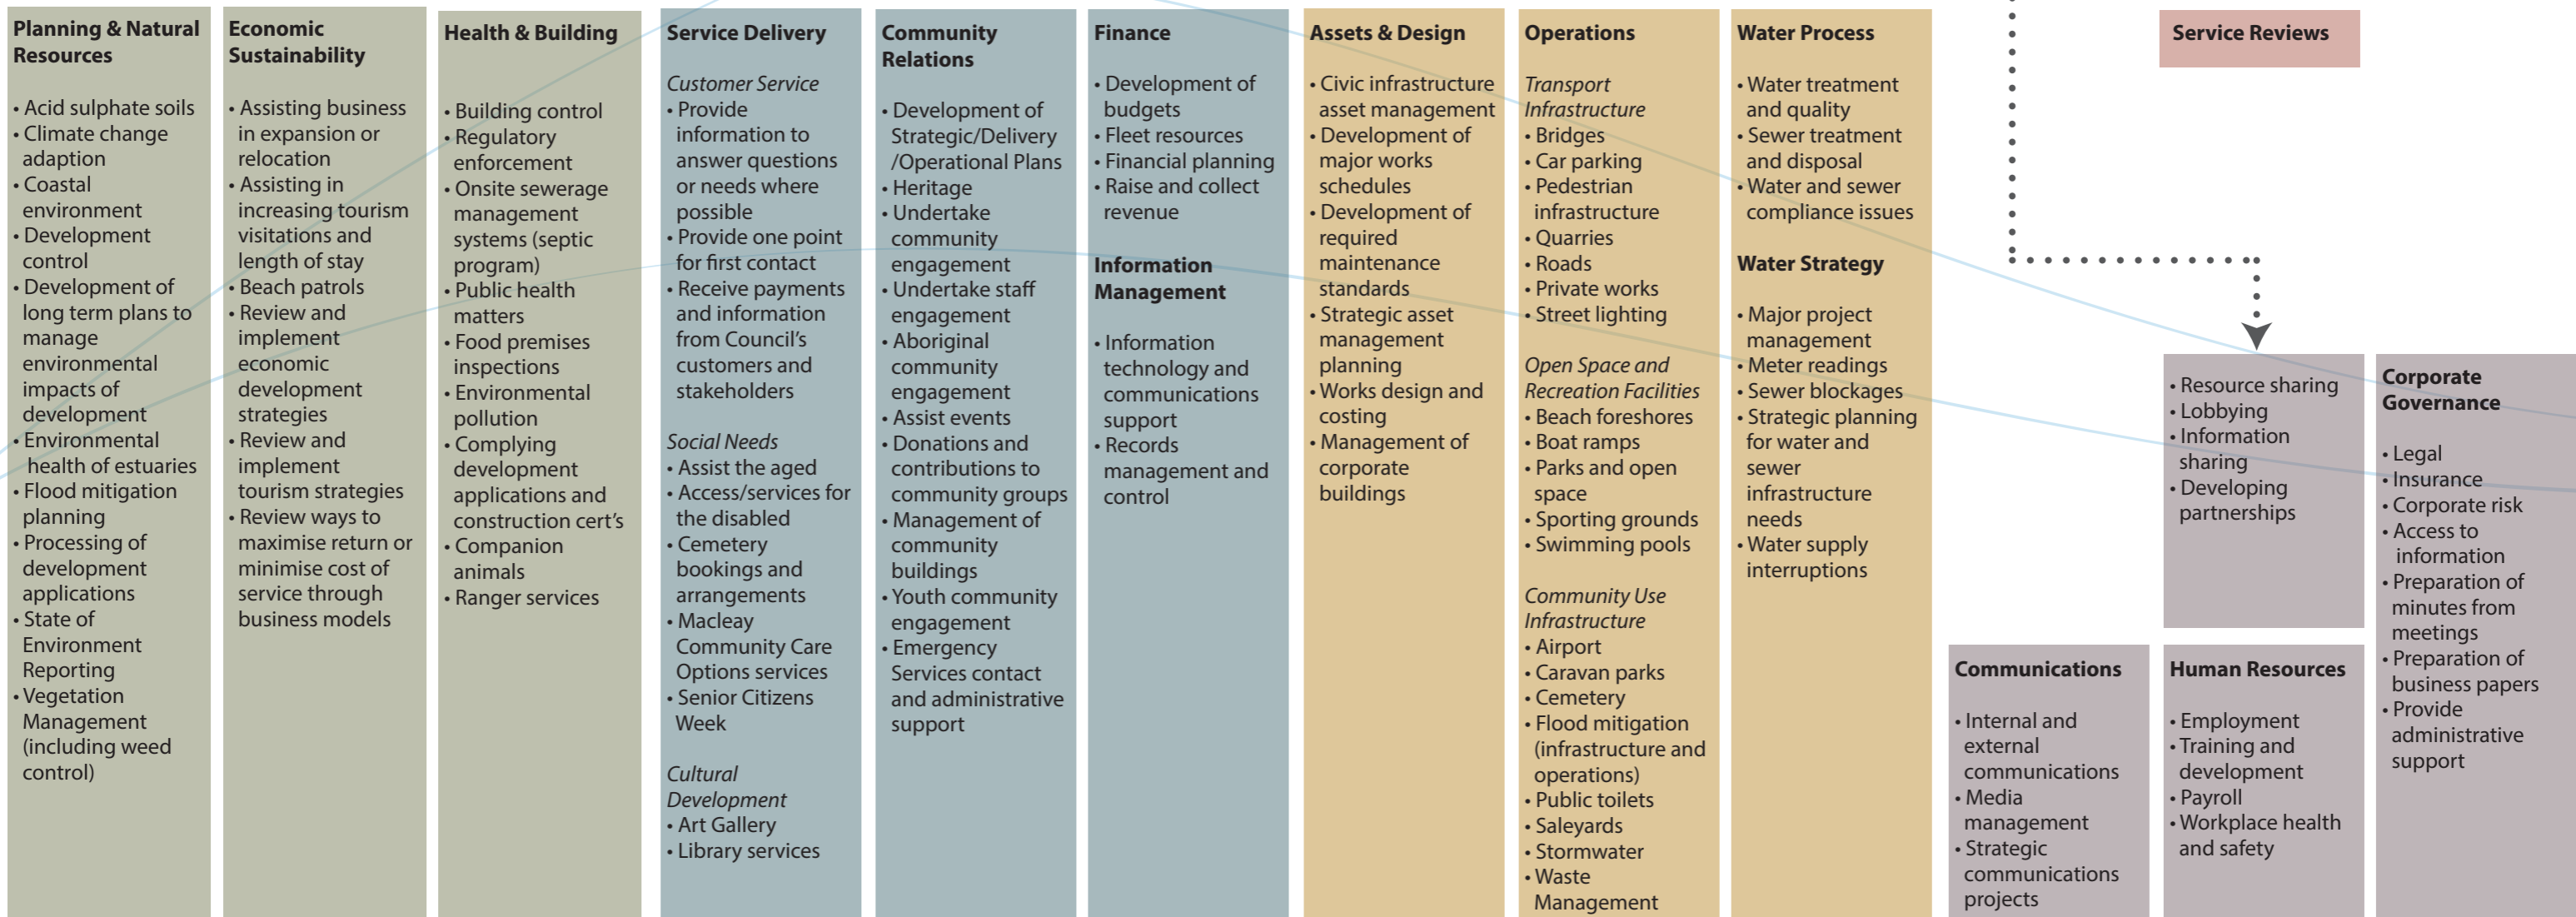 Planning & Natural
Resources
• Acid sulphate soils
• Climate change
adaption
• Coastal
environment
• Development
control
• Development of
long term plans to
manage
environmental
impacts of
development
• Environmental
health of estuaries
• Flood mitigation
planning
• Processing of
development
applications
• State of
Environment
Reporting
• Vegetation
Management
(including weed
control)
Economic
Sustainability
• Assisting business
in expansion or
relocation
• Assisting in
increasing tourism
visitations and
length of stay
• Beach patrols
• Review and
implement
economic
development
strategies
• Review and
implement
tourism strategies
• Review ways to
maximise return or
minimise cost of
service through
business models
Health & Building
• Building control
• Regulatory
enforcement
• Onsite sewerage
management
systems (septic
program)
• Public health
matters
• Food premises
inspections
• Environmental
pollution
• Complying
development
applications and
construction cert's
• Companion
animals
• Ranger services
Service Delivery
Customer Service
• Provide
information to
answer questions
or needs where
possible
• Provide one point
for first contact
• Receive payments
and information
from Council's
customers and
stakeholders
Social Needs
• Assist the aged
• Access/services for
the disabled
• Cemetery
bookings and
arrangements
• Macleay
Community Care
Options services
• Senior Citizens
Week
Cultural
Development
• Art Gallery
• Library services
Community
Relations
• Development of
Strategic/Delivery
/Operational Plans
• Heritage
• Undertake
community
engagement
• Undertake staff
engagement
• Aboriginal
community
engagement
• Assist events
• Donations and
contributions to
community groups
• Management of
community
buildings
• Youth community
engagement
• Emergency
Services contact
and administrative
support
Finance
• Development of
budgets
• Fleet resources
• Financial planning
• Raise and collect
revenue
Information
Management
• Information
technology and
communications
support
• Records
management and
control
Assets & Design
• Civic infrastructure
asset management
• Development of
major works
schedules
• Development of
required
maintenance
standards
• Strategic asset
management
planning
• Works design and
costing
• Management of
corporate
buildings
Operations
Transport
Infrastructure
• Bridges
• Car parking
• Pedestrian
infrastructure
• Quarries
• Roads
• Private works
• Street lighting
Open Space and
Recreation Facilities
• Beach foreshores
• Boat ramps
• Parks and open
space
• Sporting grounds
• Swimming pools
Community Use
Infrastructure
• Airport
• Caravan parks
• Cemetery
• Flood mitigation
(infrastructure and
operations)
• Public toilets
• Saleyards
• Stormwater
• Waste
Management
Water Process
• Water treatment
and quality
• Sewer treatment
and disposal
• Water and sewer
compliance issues
Water Strategy
• Major project
management
• Meter readings
• Sewer blockages
• Strategic planning
for water and
sewer
infrastructure
needs
• Water supply
interruptions
Service Reviews
• Resource sharing
• Lobbying
• Information
sharing
• Developing
partnerships
Communications
• Internal and
external
communications
• Media
management
• Strategic
communications
projects
Human Resources
• Employment
• Training and
development
• Payroll
• Workplace health
and safety
Corporate
Governance
• Legal
• Insurance
• Corporate risk
• Access to
information
• Preparation of
minutes from
meetings
• Preparation of
business papers
• Provide
administrative
support